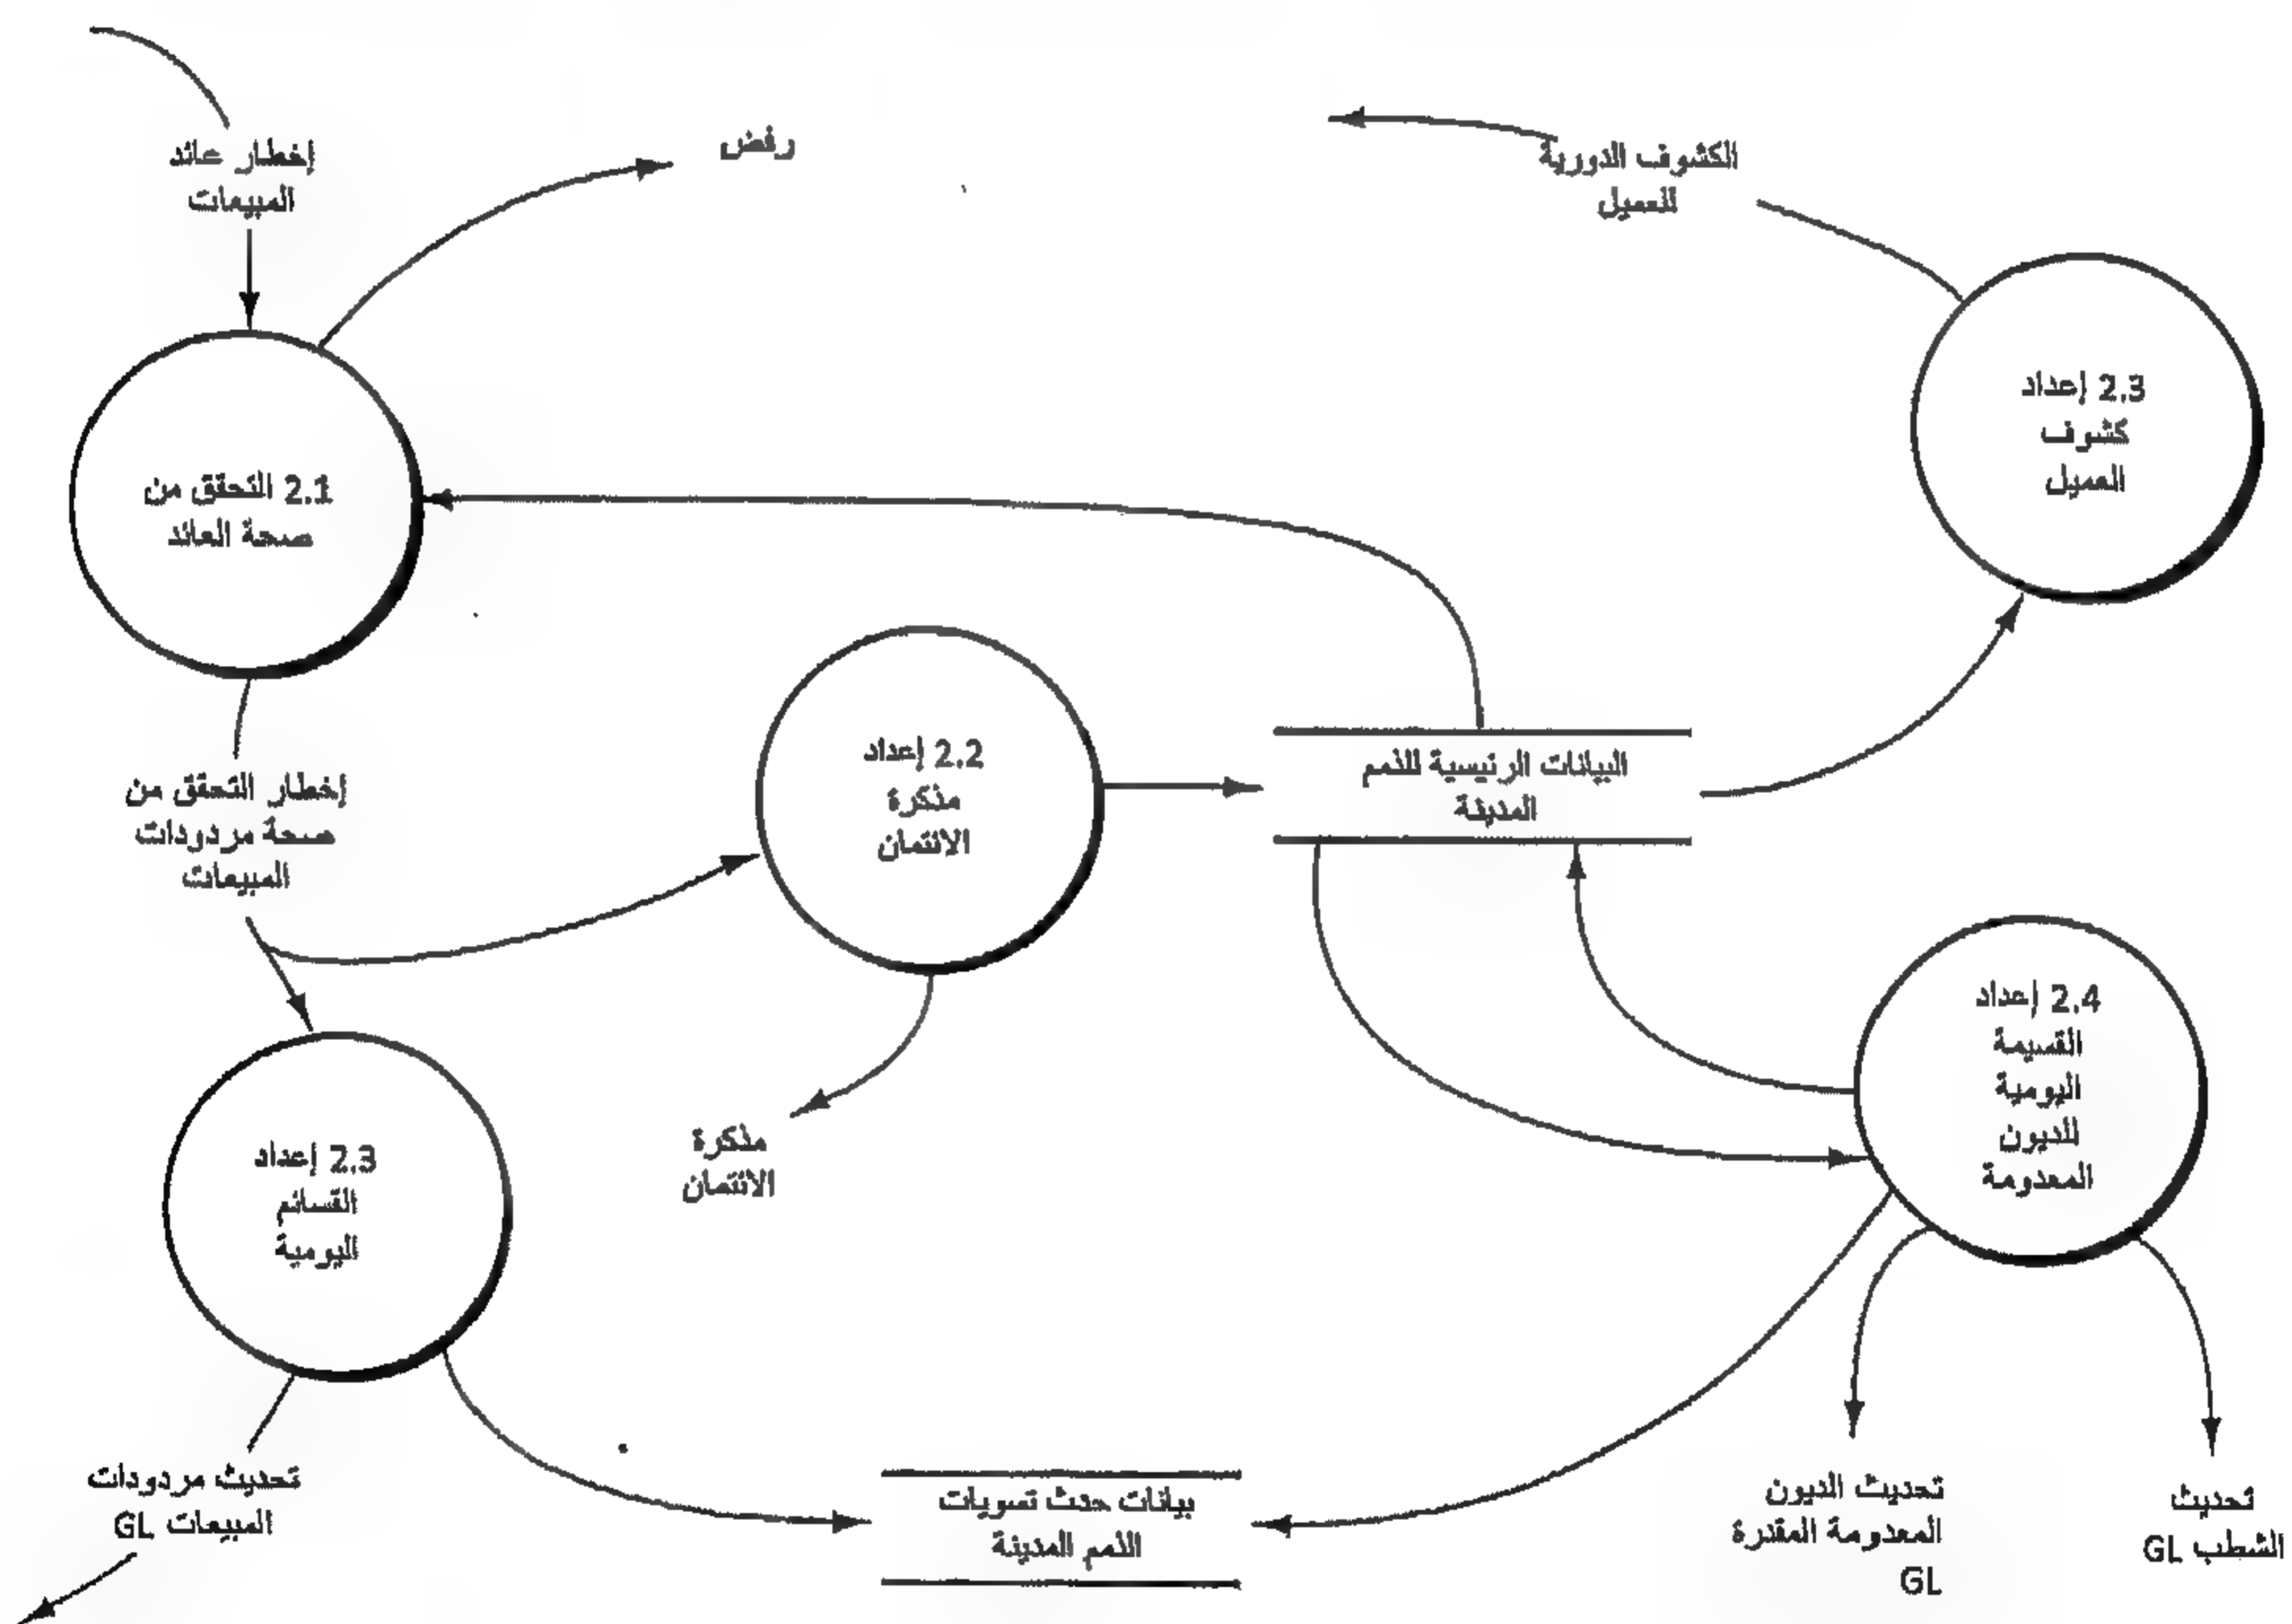 إخطار عائد
المبيعات
رفض
الكشوف الدورية
للعميل
2.3 إعداد
كشوف
العميل
2.1 التحقق من
صحة العائد
2.2 إعداد
مذكرة
الائتمان
البيانات الرئيسية للذمم
المدينة
إخطار التحقق من
صحة مردودات
المبيعات
2.4 إعداد
القسيمة
اليومية
للديون
المعدومة
مذكرة
الائتمان
2.3 إعداد
القسائم
اليومية
تحديث مردودات
المبيعات GL
بيانات حدث تسويات
الذمم المدينة
تحديث الديون
المعدومة المقدرة
GL
تحديث
الشطب GL